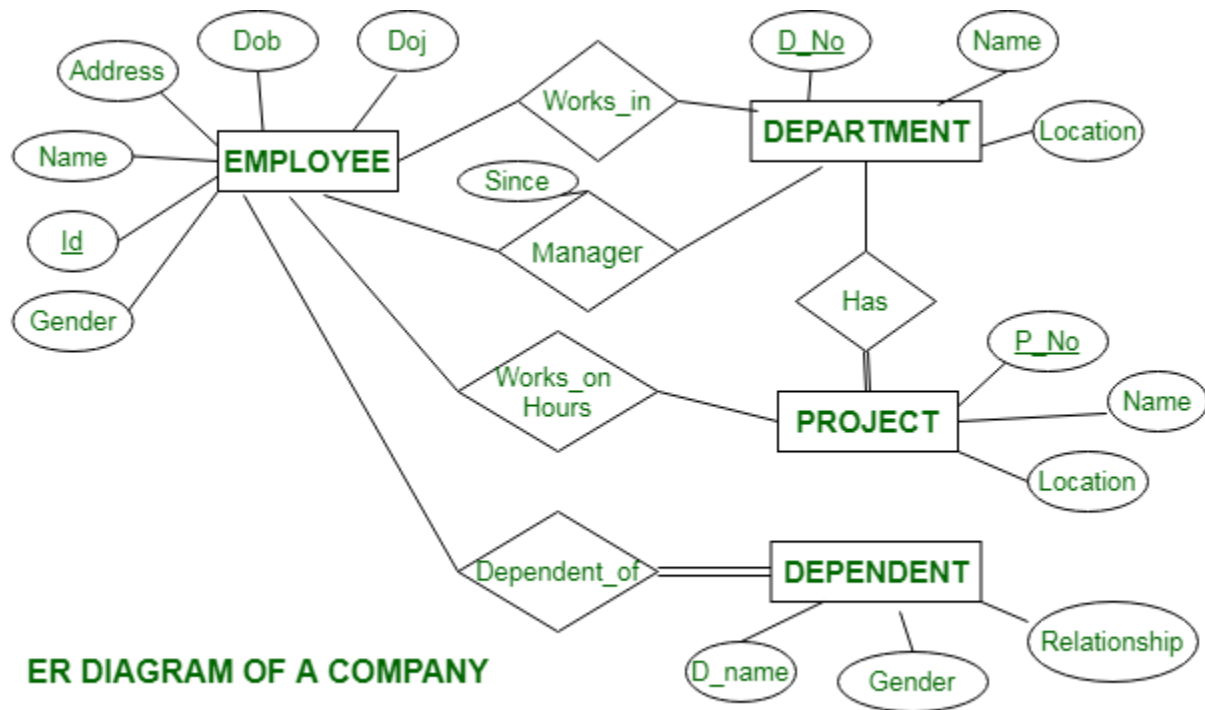 Dob
Doj
D_No
Name
Address
Works_in
DEPARTMENT
Location
Name
EMPLOYEE
Since
Id
Manager
Gender
Has
P_No
Works_on
Hours
Name
PROJECT
Location
Dependent_of
DEPENDENT
Relationship
D_name
Gender
ER DIAGRAM OF A COMPANY